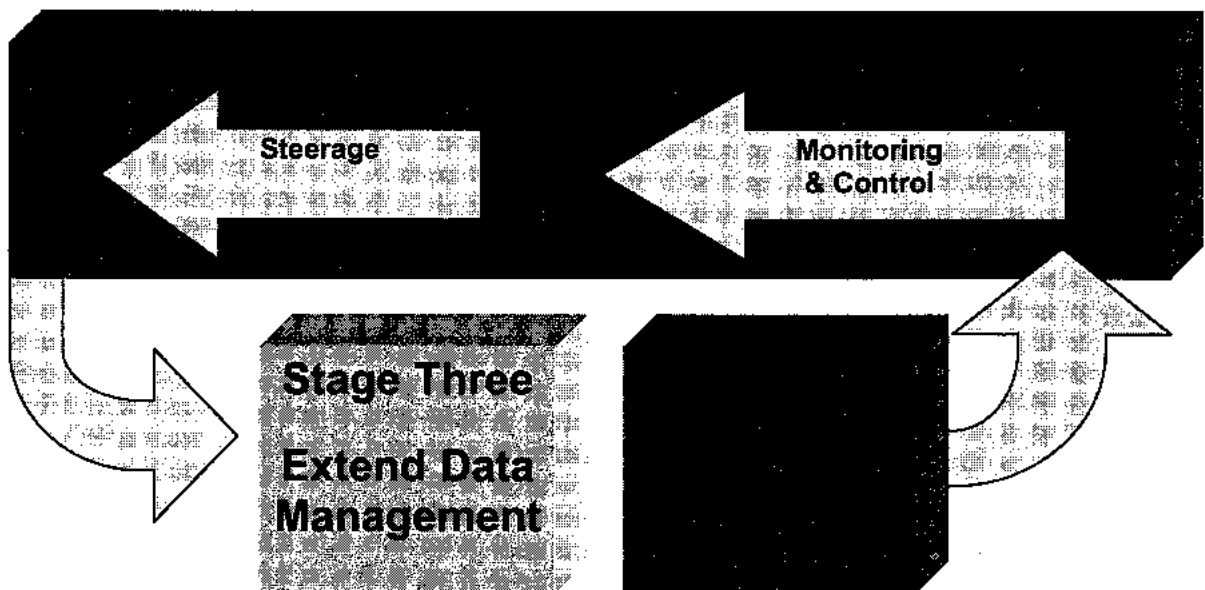 Steerage
Monitoring
& Control
Stage Three
Extend Data
Management